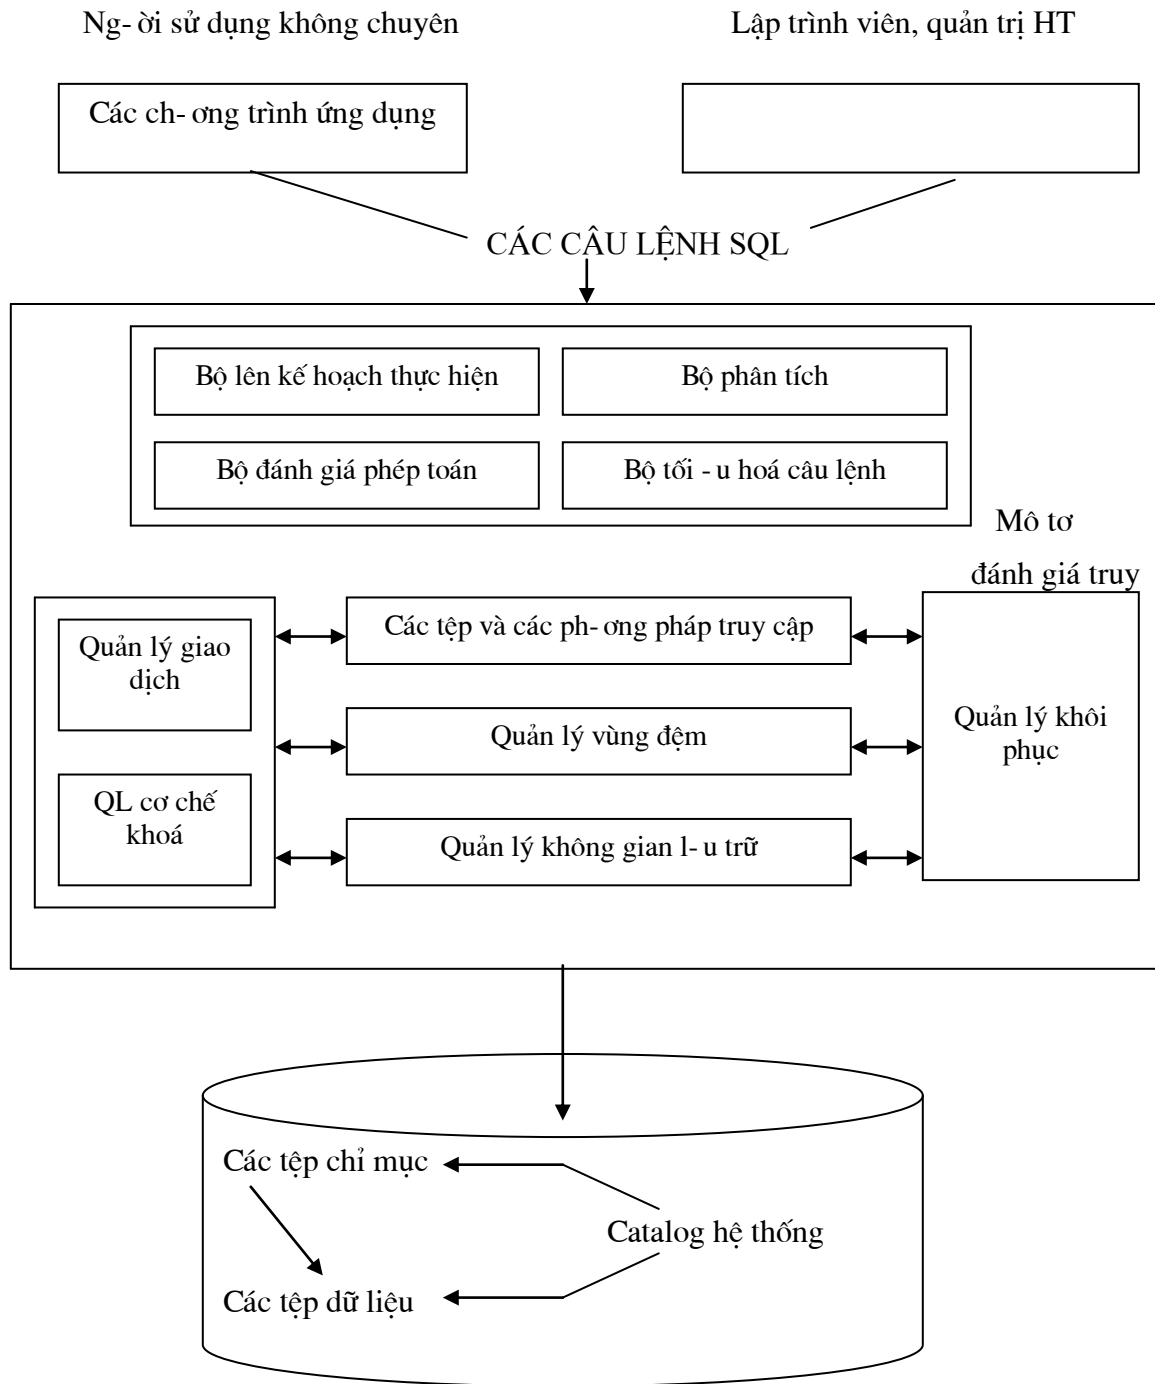 Ng- ời sử dụng không chuyên
Lập trình viên, quản trị HT
Các ch- ơng trình ứng dụng
CÁC CÂU LỆNH SQL
Bộ lên kế hoạch thực hiện
Bộ phân tích
Bộ đánh giá phép toán
Bộ tối - u hoá câu lệnh
Mô tơ
đánh giá truy
Quản lý giao
dịch
Các tệp và các ph- ơng pháp truy cập
Quản lý vùng đệm
Quản lý khôi
phục
QL cơ chế
khoá
Quản lý không gian l- u trữ
Các tệp chỉ mục
Catalog hệ thống
Các tệp dữ liệu